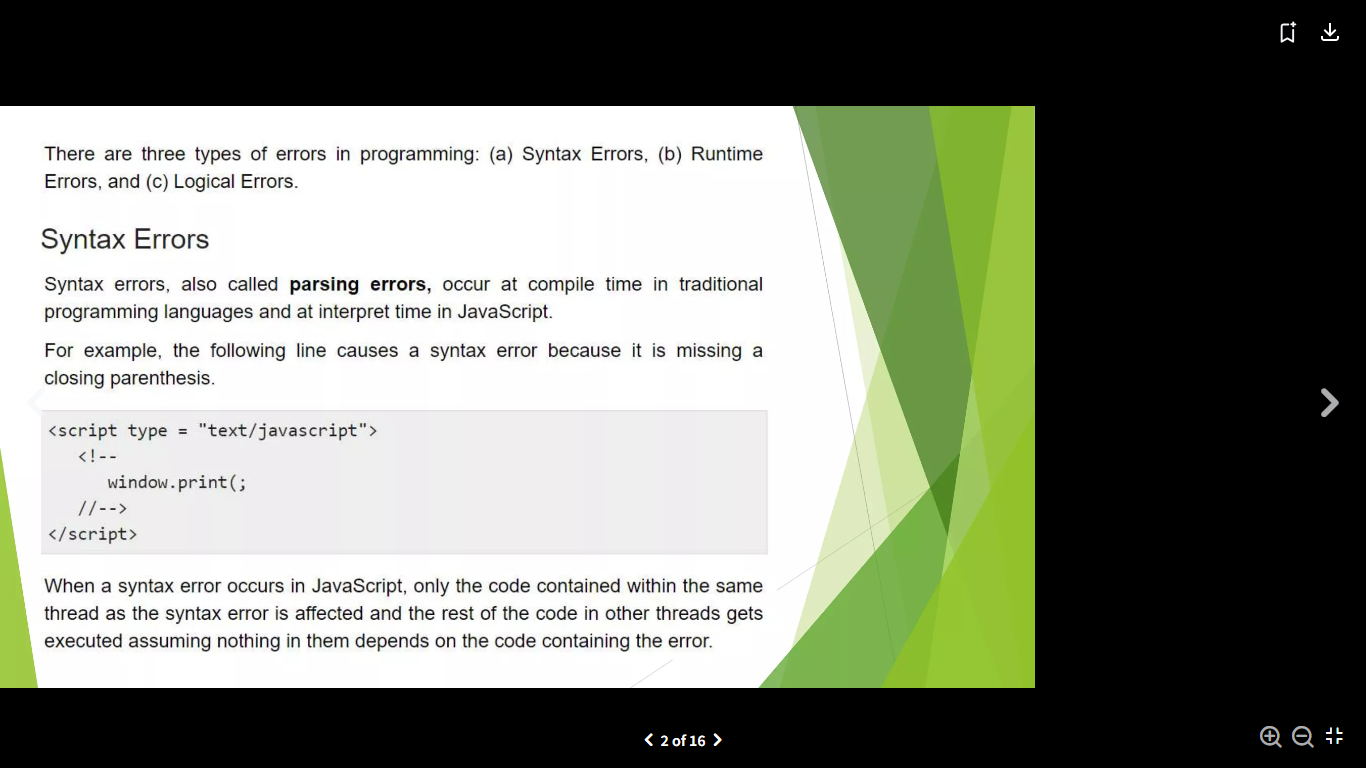 There are three types of errors in programming: (a) Syntax Errors, (b) Runtime
Errors, and (c) Logical Errors.
Syntax Errors
Syntax errors, also called parsing errors, occur at compile time in traditional
programming languages and at interpret time in JavaScript.
For example, the following line causes a syntax error because it is missing a
closing parenthesis.
<script type = "text/javascript">
   <!--
      window.print(;
   //-->
</script>
When a syntax error occurs in JavaScript, only the code contained within the same
thread as the syntax error is affected and the rest of the code in other threads gets
executed assuming nothing in them depends on the code containing the error.
2 of 16